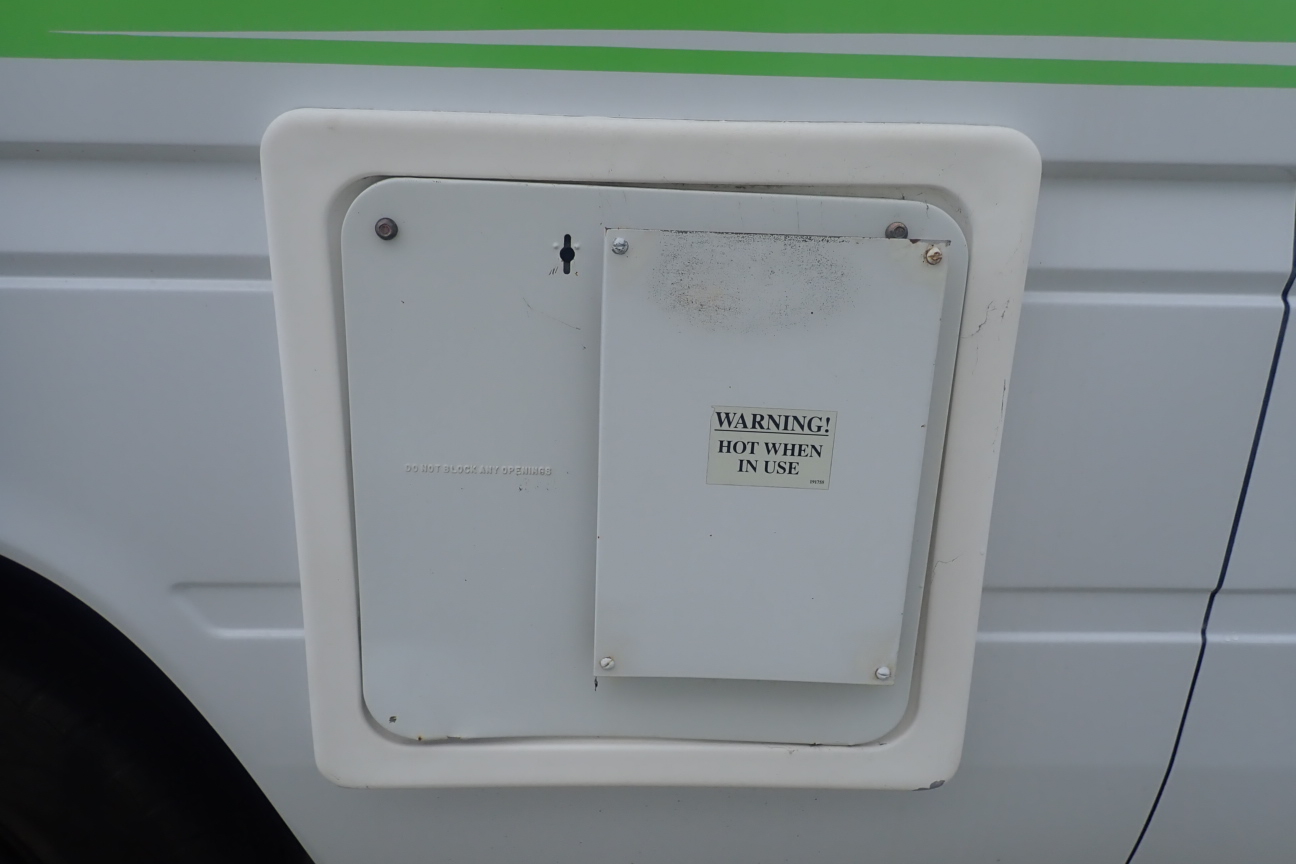 DO NOT BLOCK ANY OPENINGS
WARNING!
HOT WHEN
IN USE